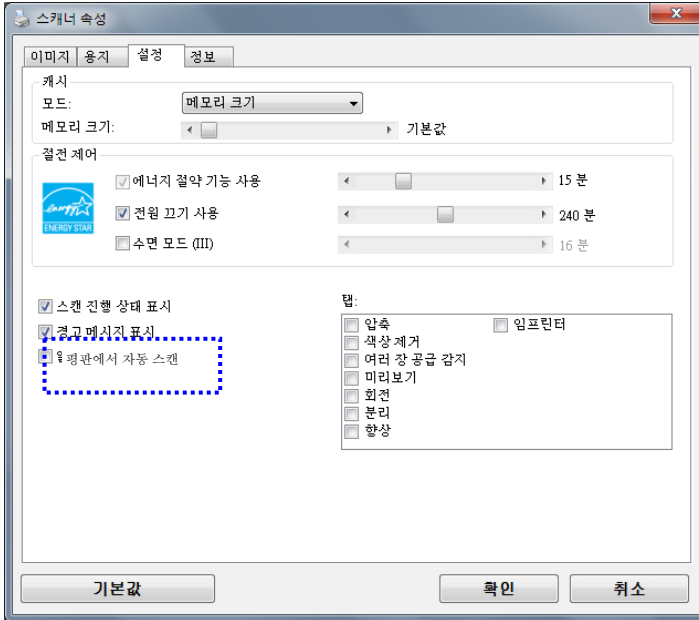 스캐너 속성
이미지 용지 설정 정보
캐시
모드: 메모리 크기
메모리 크기: 기본값
절전 제어
energy
ENERGY STAR
에너지 절약 기능 사용 15 분
전원 끄기 사용 240 분
수면 모드 (III) 16 분
스캔 진행 상태 표시
경고 메시지 표시
평판에서 자동 스캔
탭:
압축 임프린터
색상 제거
여러 장 공급 감지
미리보기
회전
분리
향상
기본값 확인 취소